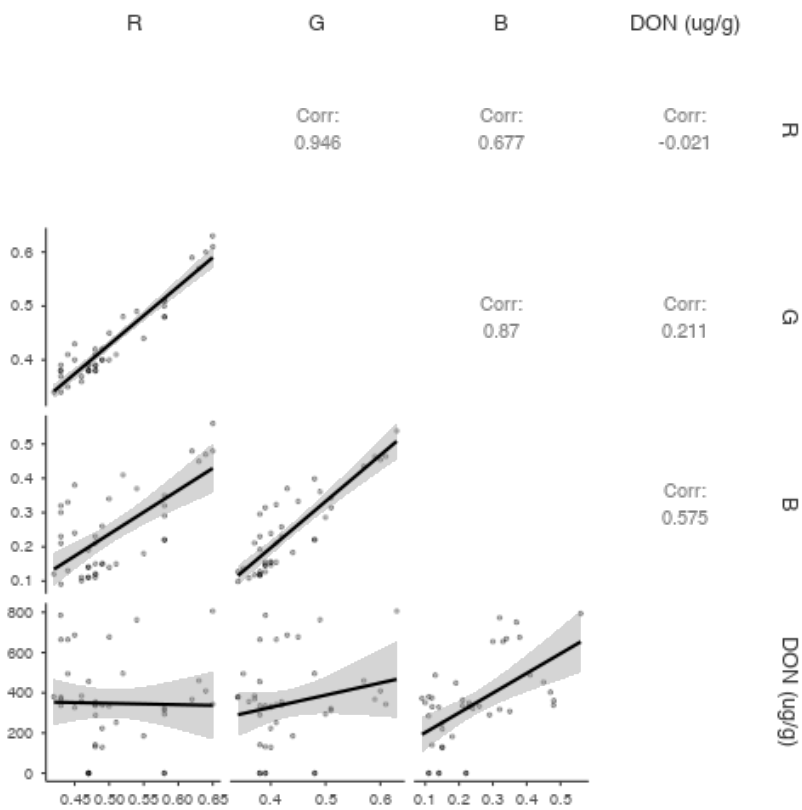 R G B DON (ug/g)
Corr: Corr: Corr:
0.946 0.677 -0.021
R
Corr: Corr:
0.87 0.211
G
0.6
0.5
0.4
Corr:
0.575
B
0.5
0.4
0.3
0.2
0.1
DON (ug/g)
800
600
400
200
0
0.45 0.50 0.55 0.60 0.65 0.4 0.5 0.6 0.1 0.2 0.3 0.4 0.5